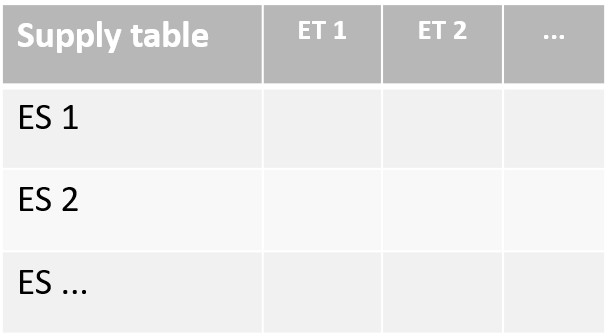 Supply table ET 1 ET 2 ...
ES 1
ES 2
ES ...